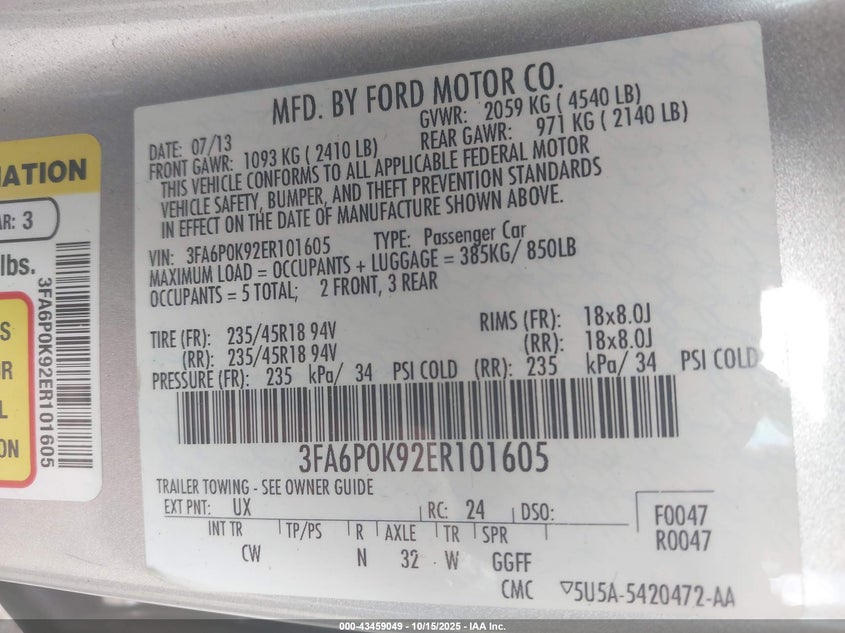 MFD. BY FORD MOTOR CO.
DATE: 07/13 GVWR: 2059 KG ( 4540 LB)
FRONT GAWR: 1093 KG ( 2410 LB) REAR GAWR: 971 KG ( 2140 LB)
THIS VEHICLE CONFORMS TO ALL APPLICABLE FEDERAL MOTOR
VEHICLE SAFETY, BUMPER, AND THEFT PREVENTION STANDARDS
IN EFFECT ON THE DATE OF MANUFACTURE SHOWN ABOVE.
VIN: 3FA6P0K92ER101605 TYPE: Passenger Car
MAXIMUM LOAD = OCCUPANTS + LUGGAGE = 385KG/ 850LB
OCCUPANTS = 5 TOTAL; 2 FRONT, 3 REAR
TIRE (FR): 235/45R18 94V RIMS (FR): 18x8.0J
(RR): 235/45R18 94V (RR): 18x8.0J
PRESSURE (FR): 235 kPa/ 34 PSI COLD (RR): 235 kPa/ 34 PSI COLD
3FA6P0K92ER101605
TRAILER TOWING - SEE OWNER GUIDE
EXT PNT: UX RC: 24 DSO: F0047
INT TR TP/PS R AXLE TR SPR R0047
CW N 32 W GGFF
CMC ▽5U5A-5420472-AA
MATION
AR: 3
lbs.
3FA6P0K92ER101605
S
R
L
ON
000-43459049 - 10/15/2025 - IAA Inc.